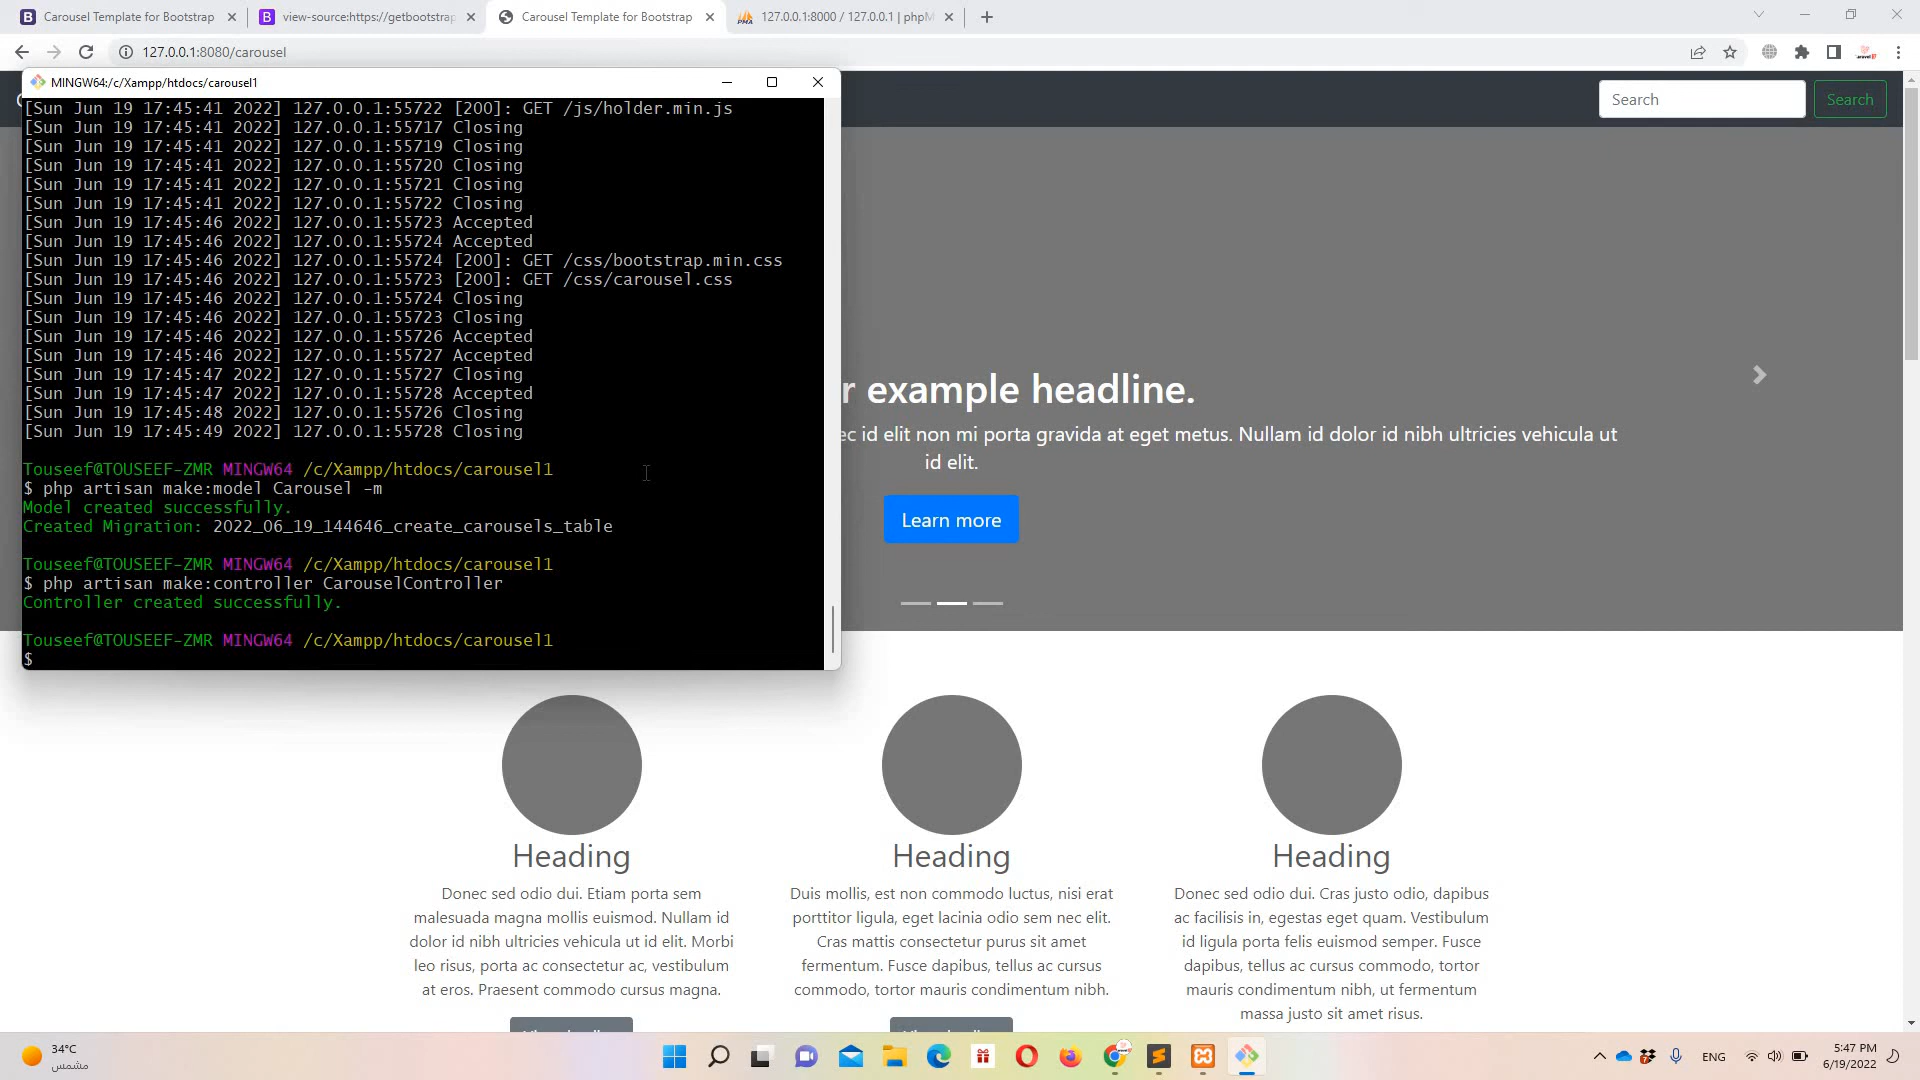 Carousel Template for Bootstrap
view-source:https://getbootstrap
Carousel Template for Bootstrap
127.0.0.1:8000 / 127.0.0.1 | phpM
127.0.0.1:8080/carousel
MINGW64:/c/Xampp/htdocs/carousel1
Search
Search
[Sun Jun 19 17:45:41 2022] 127.0.0.1:55722 [200]: GET /js/holder.min.js
[Sun Jun 19 17:45:41 2022] 127.0.0.1:55717 Closing
[Sun Jun 19 17:45:41 2022] 127.0.0.1:55719 Closing
[Sun Jun 19 17:45:41 2022] 127.0.0.1:55720 Closing
[Sun Jun 19 17:45:41 2022] 127.0.0.1:55721 Closing
[Sun Jun 19 17:45:41 2022] 127.0.0.1:55722 Closing
[Sun Jun 19 17:45:46 2022] 127.0.0.1:55723 Accepted
[Sun Jun 19 17:45:46 2022] 127.0.0.1:55724 Accepted
[Sun Jun 19 17:45:46 2022] 127.0.0.1:55724 [200]: GET /css/bootstrap.min.css
[Sun Jun 19 17:45:46 2022] 127.0.0.1:55723 [200]: GET /css/carousel.css
[Sun Jun 19 17:45:46 2022] 127.0.0.1:55724 Closing
[Sun Jun 19 17:45:46 2022] 127.0.0.1:55723 Closing
[Sun Jun 19 17:45:46 2022] 127.0.0.1:55726 Accepted
[Sun Jun 19 17:45:46 2022] 127.0.0.1:55727 Accepted
[Sun Jun 19 17:45:47 2022] 127.0.0.1:55727 Closing
[Sun Jun 19 17:45:47 2022] 127.0.0.1:55728 Accepted
[Sun Jun 19 17:45:48 2022] 127.0.0.1:55726 Closing
[Sun Jun 19 17:45:49 2022] 127.0.0.1:55728 Closing
Touseef@TOUSEEF-ZMR MINGW64 /c/Xampp/htdocs/carousel1
$ php artisan make:model Carousel -m
Model created successfully.
Created Migration: 2022_06_19_144646_create_carousels_table
Touseef@TOUSEEF-ZMR MINGW64 /c/Xampp/htdocs/carousel1
$ php artisan make:controller CarouselController
Controller created successfully.
Touseef@TOUSEEF-ZMR MINGW64 /c/Xampp/htdocs/carousel1
$
r example headline.
ec id elit non mi porta gravida at eget metus. Nullam id dolor id nibh ultricies vehicula ut
id elit.
Learn more
Heading
Donec sed odio dui. Etiam porta sem
malesuada magna mollis euismod. Nullam id
dolor id nibh ultricies vehicula ut id elit. Morbi
leo risus, porta ac consectetur ac, vestibulum
at eros. Praesent commodo cursus magna.
Heading
Duis mollis, est non commodo luctus, nisi erat
porttitor ligula, eget lacinia odio sem nec elit.
Cras mattis consectetur purus sit amet
fermentum. Fusce dapibus, tellus ac cursus
commodo, tortor mauris condimentum nibh.
Heading
Donec sed odio dui. Cras justo odio, dapibus
ac facilisis in, egestas eget quam. Vestibulum
id ligula porta felis euismod semper. Fusce
dapibus, tellus ac cursus commodo, tortor
mauris condimentum nibh, ut fermentum
massa justo sit amet risus.
34°C
مشمس
ENG
5:47 PM
6/19/2022